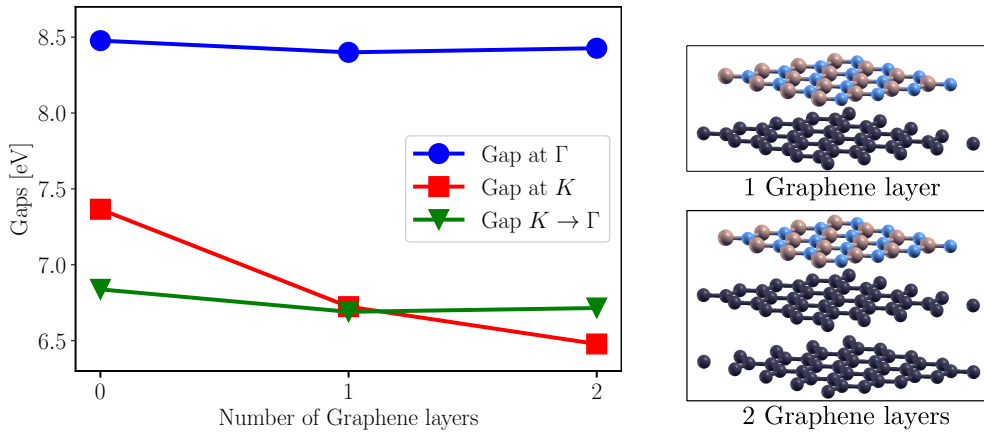 8.5
8.0
7.5
7.0
6.5
Gaps [eV]
Gap at Γ
Gap at K
Gap K → Γ
0
1
2
Number of Graphene layers
1 Graphene layer
2 Graphene layers